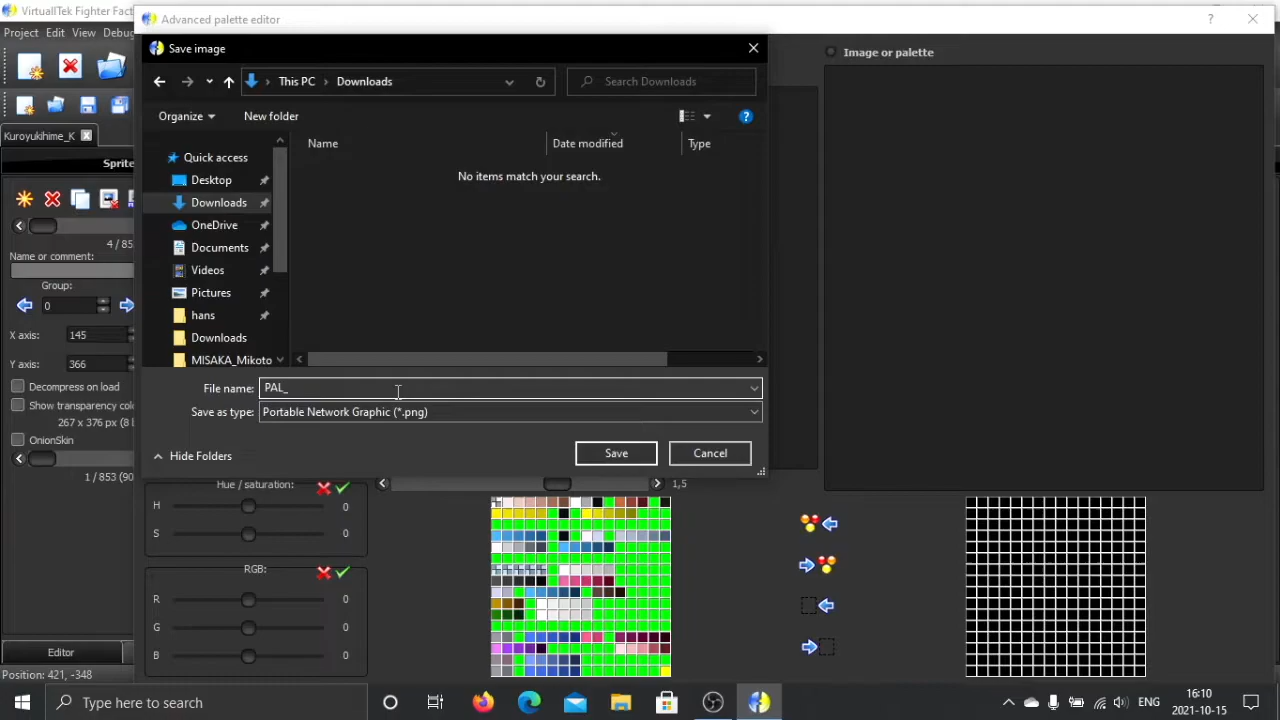 VirtuallTek Fighter Fac
Advanced palette editor
Project Edit View Debu
Save image
Image or palette
This PC Downloads
Search Downloads
Organize
New folder
Kuroyukihime_K
Name
Date modified
Type
Sprite
Quick access
No items match your search.
Desktop
Downloads
OneDrive
4 / 85
Documents
Name or comment:
Videos
Group:
Pictures
0
hans
X axis: 145
Downloads
Y axis: 366
MISAKA_Mikoto
Decompress on load
File name: PAL_
Show transparency colo
Save as type: Portable Network Graphic (*.png)
267 x 376 px (8 l
OnionSkin
Hide Folders
Save
Cancel
1 / 853 (90
Hue / saturation:
1,5
H 0
S 0
RGB:
R 0
G 0
B 0
Editor
Position: 421, -348
Type here to search
ENG
16:10
2021-10-15